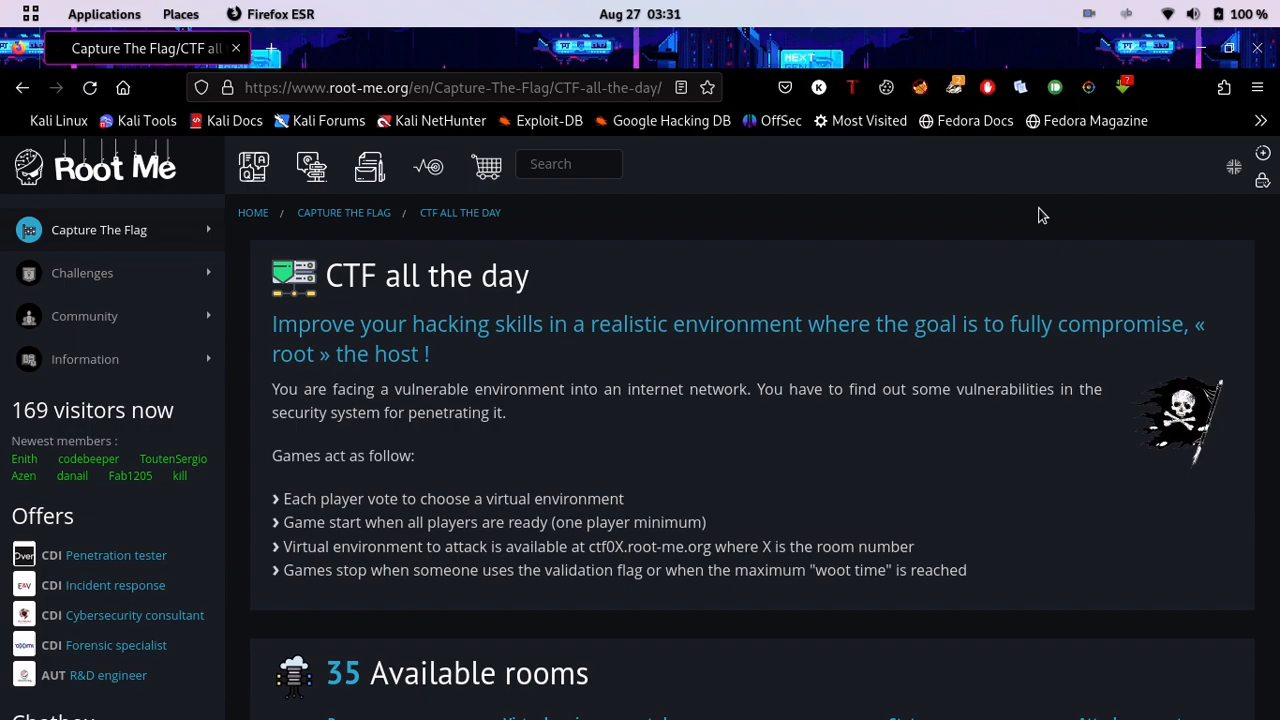 Applications Places Firefox ESR Aug 27 03:31 100 %
Capture The Flag/CTF all
NEXT
https://www.root-me.org/en/Capture-The-Flag/CTF-all-the-day/
Kali Linux Kali Tools Kali Docs Kali Forums Kali NetHunter Exploit-DB Google Hacking DB OffSec Most Visited Fedora Docs Fedora Magazine
Root Me
Search
HOME / CAPTURE THE FLAG / CTF ALL THE DAY
Capture The Flag
Challenges
Community
Information
169 visitors now
Newest members :
Enith codebeeper ToutenSergio
Azen danail Fab1205 kill
Offers
CDI Penetration tester
CDI Incident response
CDI Cybersecurity consultant
CDI Forensic specialist
AUT R&D engineer
Chatbox
CTF all the day
Improve your hacking skills in a realistic environment where the goal is to fully compromise, «
root » the host !
You are facing a vulnerable environment into an internet network. You have to find out some vulnerabilities in the
security system for penetrating it.
Games act as follow:
› Each player vote to choose a virtual environment
› Game start when all players are ready (one player minimum)
› Virtual environment to attack is available at ctf0X.root-me.org where X is the room number
› Games stop when someone uses the validation flag or when the maximum "woot time" is reached
35 Available rooms